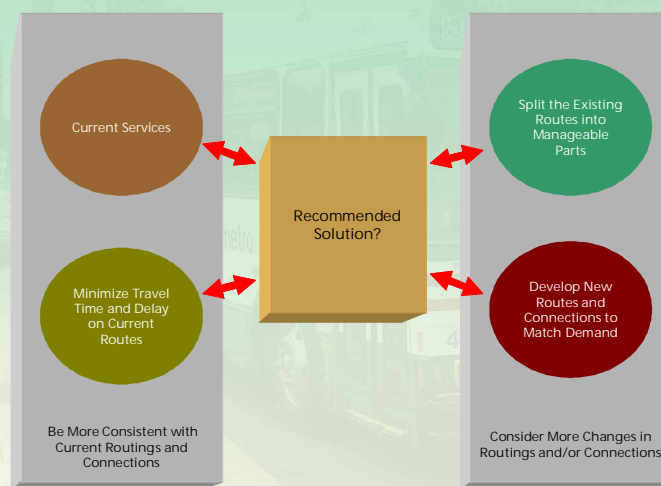 Current Services
Minimize Travel
Time and Delay
on Current
Routes
Be More Consistent with
Current Routings and
Connections
Recommended
Solution?
Split the Existing
Routes into
Manageable
Parts
Develop New
Routes and
Connections to
Match Demand
Consider More Changes in
Routings and/or Connections
metro